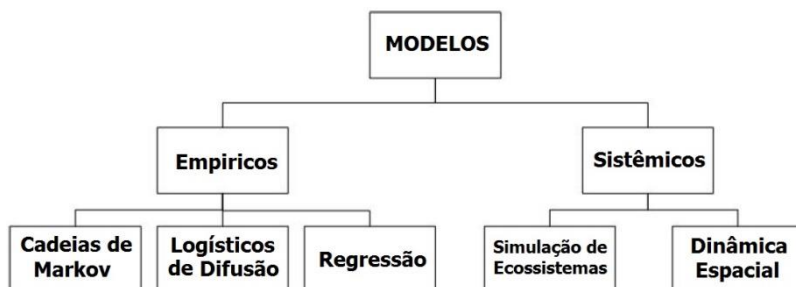 MODELOS
Empiricos
Sistêmicos
Cadeias de
Markov
Logísticos
de Difusão
Regressão
Simulação de
Ecossistemas
Dinâmica
Espacial